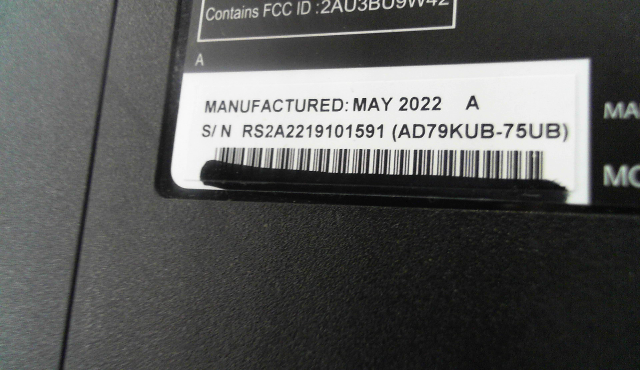 Contains FCC ID :2AU3BU9W42
A
MANUFACTURED: MAY 2022 A
S/N RS2A2219101591 (AD79KUB-75UB)